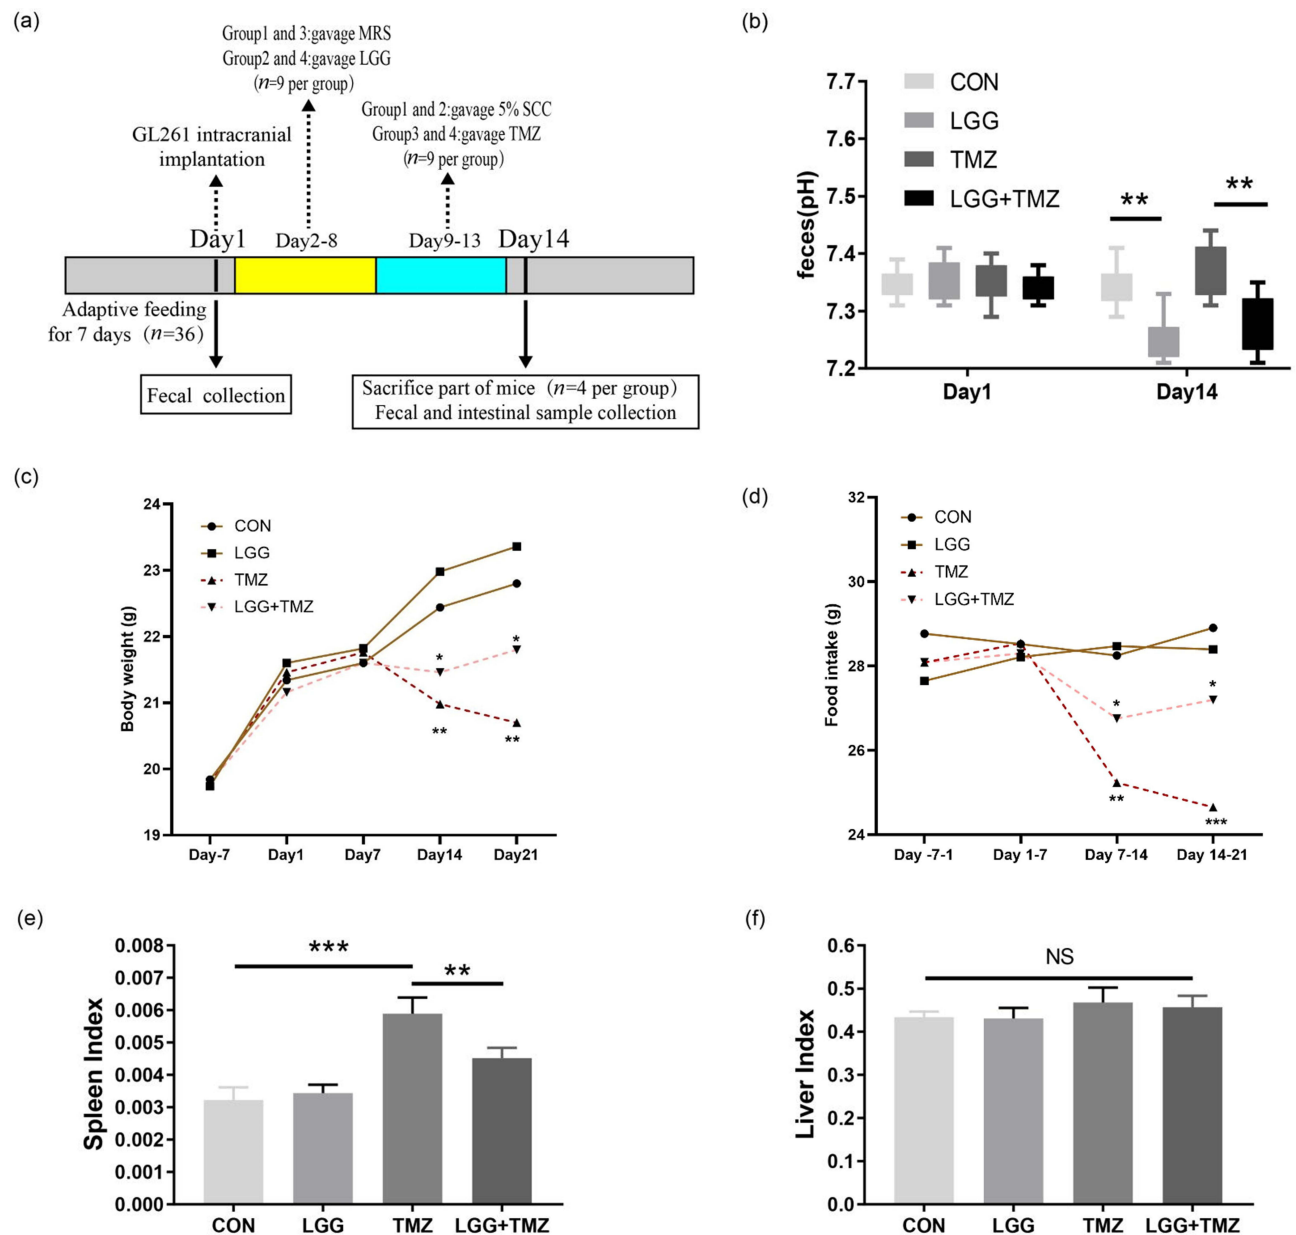 (a)
Group1 and 3:gavage MRS
Group2 and 4:gavage LGG
(n=9 per group)
Group1 and 2:gavage 5% SCC
Group3 and 4:gavage TMZ
(n=9 per group)
GL261 intracranial
implantation
Day1
Day2-8
Day9-13
Day14
Adaptive feeding
for 7 days (n=36)
Fecal collection
Sacrifice part of mice (n=4 per group)
Fecal and intestinal sample collection
(b)
feces(pH)
7.7
7.6
7.5
7.4
7.3
7.2
CON
LGG
TMZ
LGG+TMZ
**
**
Day1
Day14
(c)
Body weight (g)
24
23
22
21
20
19
CON
LGG
TMZ
LGG+TMZ
*
*
**
**
Day-7
Day1
Day7
Day14
Day21
(d)
Food intake (g)
32
30
28
26
24
CON
LGG
TMZ
LGG+TMZ
*
*
**
***
Day -7-1
Day 1-7
Day 7-14
Day 14-21
(e)
Spleen Index
0.008
0.007
0.006
0.005
0.004
0.003
0.002
0.001
0.000
***
**
CON
LGG
TMZ
LGG+TMZ
(f)
Liver Index
0.6
0.5
0.4
0.3
0.2
0.1
0.0
NS
CON
LGG
TMZ
LGG+TMZ